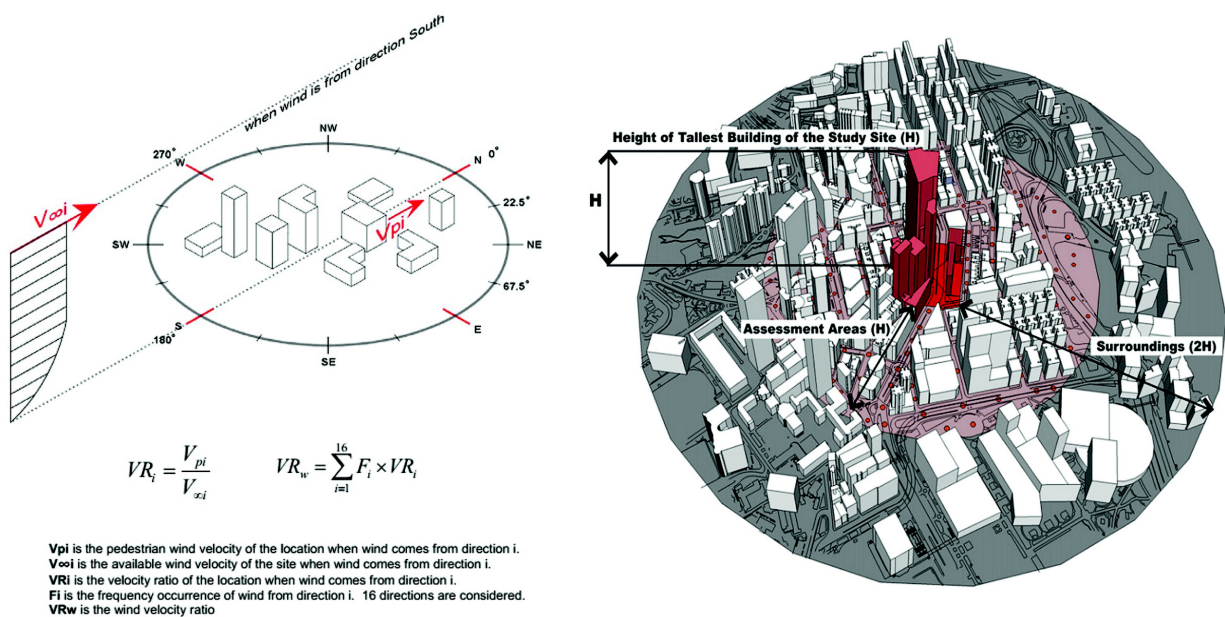 when wind is from direction South
NW
270°
W
N
0°
V∞i
22.5°
Vpi
SW
NE
67.5°
S
E
180°
SE
VRi = Vpi / V∞i
VRw = 16 ∑ i=1 Fi × VRi
Vpi is the pedestrian wind velocity of the location when wind comes from direction i.
V∞i is the available wind velocity of the site when wind comes from direction i.
VRi is the velocity ratio of the location when wind comes from direction i.
Fi is the frequency occurrence of wind from direction i. 16 directions are considered.
VRw is the wind velocity ratio
Height of Tallest Building of the Study Site (H)
H
Assessment Areas (H)
Surroundings (2H)